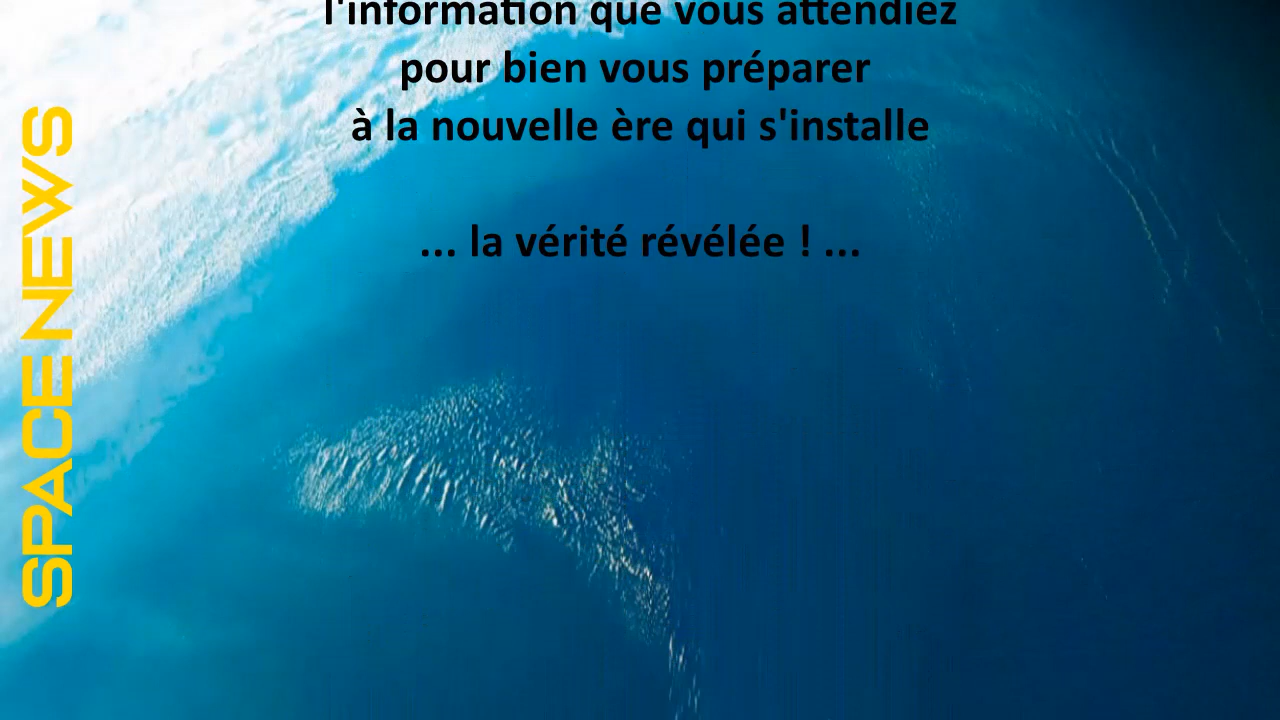 l'information que vous attendiez
pour bien vous préparer
à la nouvelle ère qui s'installe
... la vérité révélée ! ...
SPACE NEWS